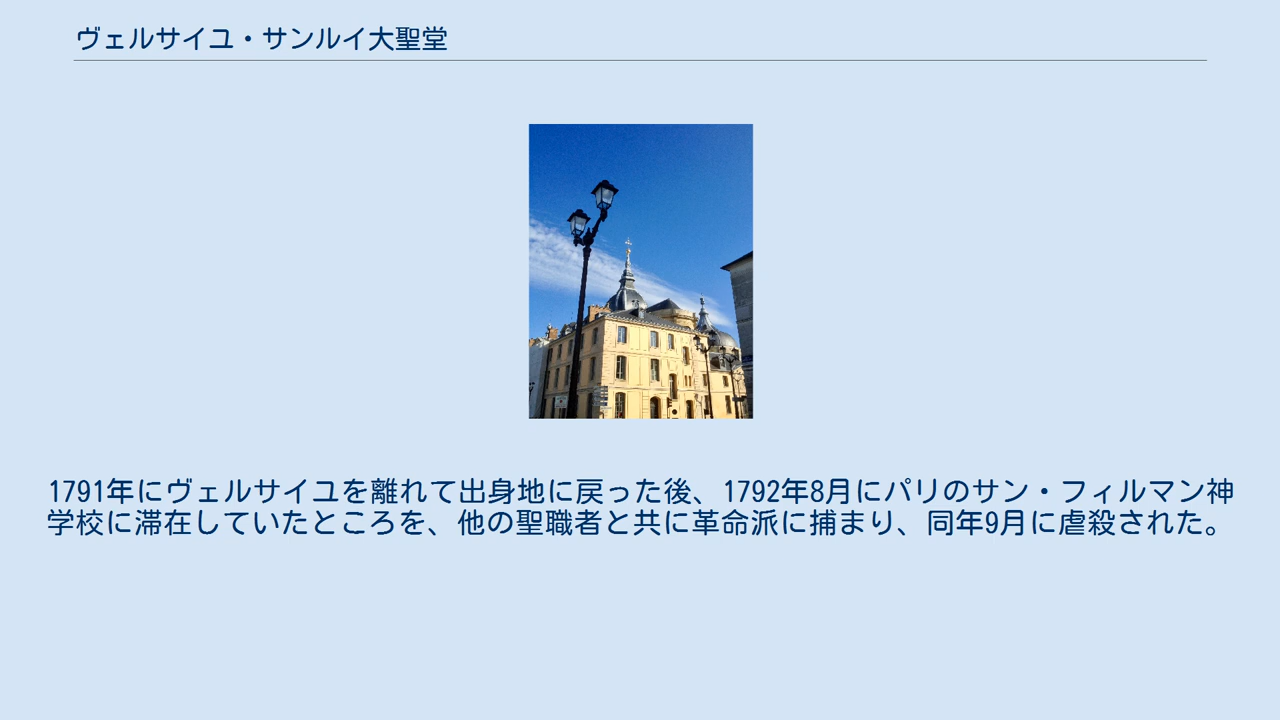 ヴェルサイユ・サンルイ大聖堂
1791年にヴェルサイユを離れて出身地に戻った後、1792年8月にパリのサン・フィルマン神
学校に滞在していたところを、他の聖職者と共に革命派に捕まり、同年9月に虐殺された。